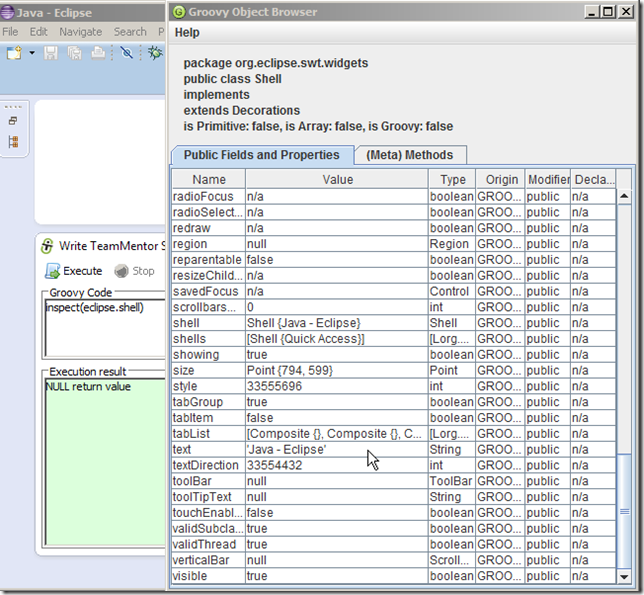 Java - Eclipse
File Edit Navigate Search P
Write TeamMentor S
Execute Stop
Groovy Code
inspect(eclipse.shell)
Execution result
NULL return value
Groovy Object Browser
Help
package org.eclipse.swt.widgets
public class Shell
implements
extends Decorations
is Primitive: false, is Array: false, is Groovy: false
Public Fields and Properties (Meta) Methods
Name Value Type Origin Modifier Decla...
radioFocus n/a boolean GROO... public n/a
radioSelect... n/a boolean GROO... public n/a
redraw n/a boolean GROO... public n/a
region null Region GROO... public n/a
reparentable false boolean GROO... public n/a
resizeChild... n/a boolean GROO... public n/a
savedFocus n/a Control GROO... public n/a
scrollbars... 0 int GROO... public n/a
shell Shell {Java - Eclipse} Shell GROO... public n/a
shells [Shell {Quick Access}] [Lorg.... GROO... public n/a
showing true boolean GROO... public n/a
size Point {794, 599} Point GROO... public n/a
style 33555696 int GROO... public n/a
tabGroup true boolean GROO... public n/a
tabItem false boolean GROO... public n/a
tabList [Composite {}, Composite {}, C... [Lorg.... GROO... public n/a
text 'Java - Eclipse' String GROO... public n/a
textDirection 33554432 int GROO... public n/a
toolBar null ToolBar GROO... public n/a
toolTipText null String GROO... public n/a
touchEnabl... false boolean GROO... public n/a
validSubcla... true boolean GROO... public n/a
validThread true boolean GROO... public n/a
verticalBar null Scroll... GROO... public n/a
visible true boolean GROO... public n/a